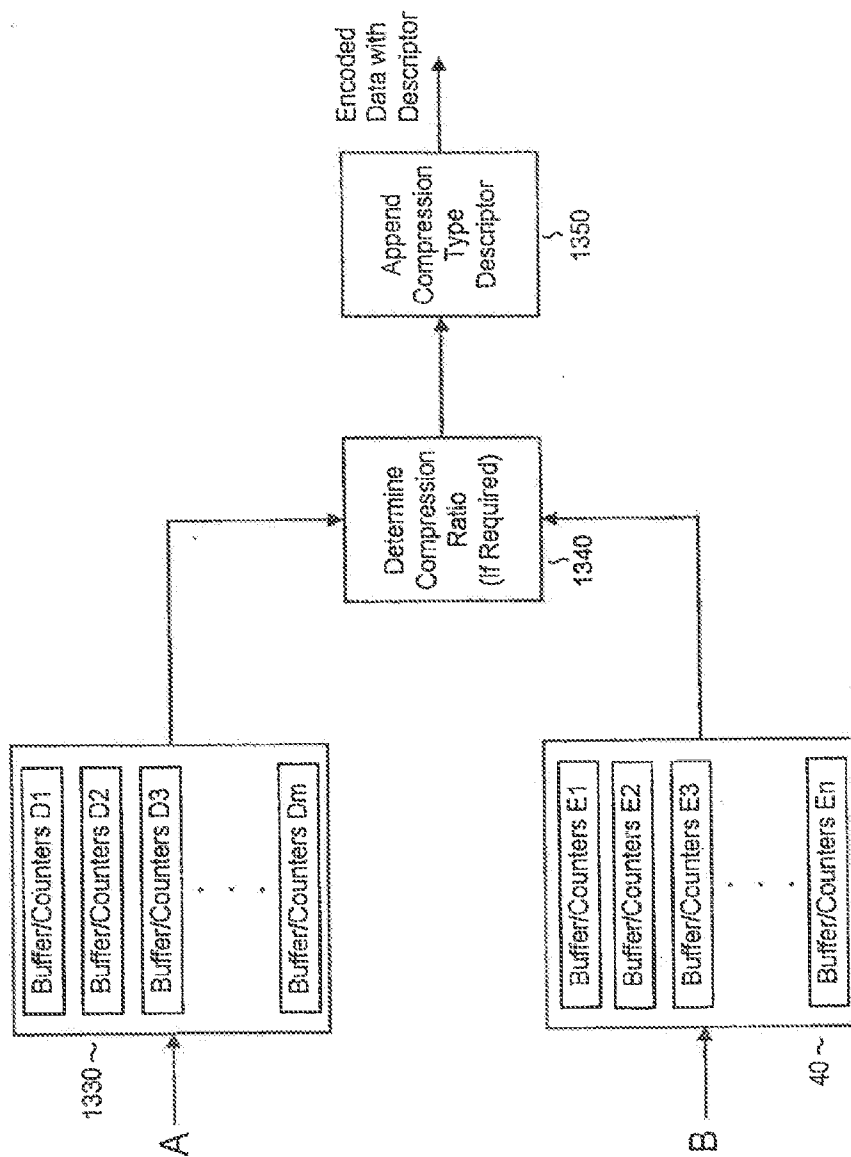 A
1330
Buffer/Counters D1
Buffer/Counters D2
Buffer/Counters D3
. . .
Buffer/Counters Dm
B
40
Buffer/Counters E1
Buffer/Counters E2
Buffer/Counters E3
. . .
Buffer/Counters En
Determine
Compression
Ratio
(If Required)
1340
Append
Compression
Type
Descriptor
1350
Encoded
Data with
Descriptor